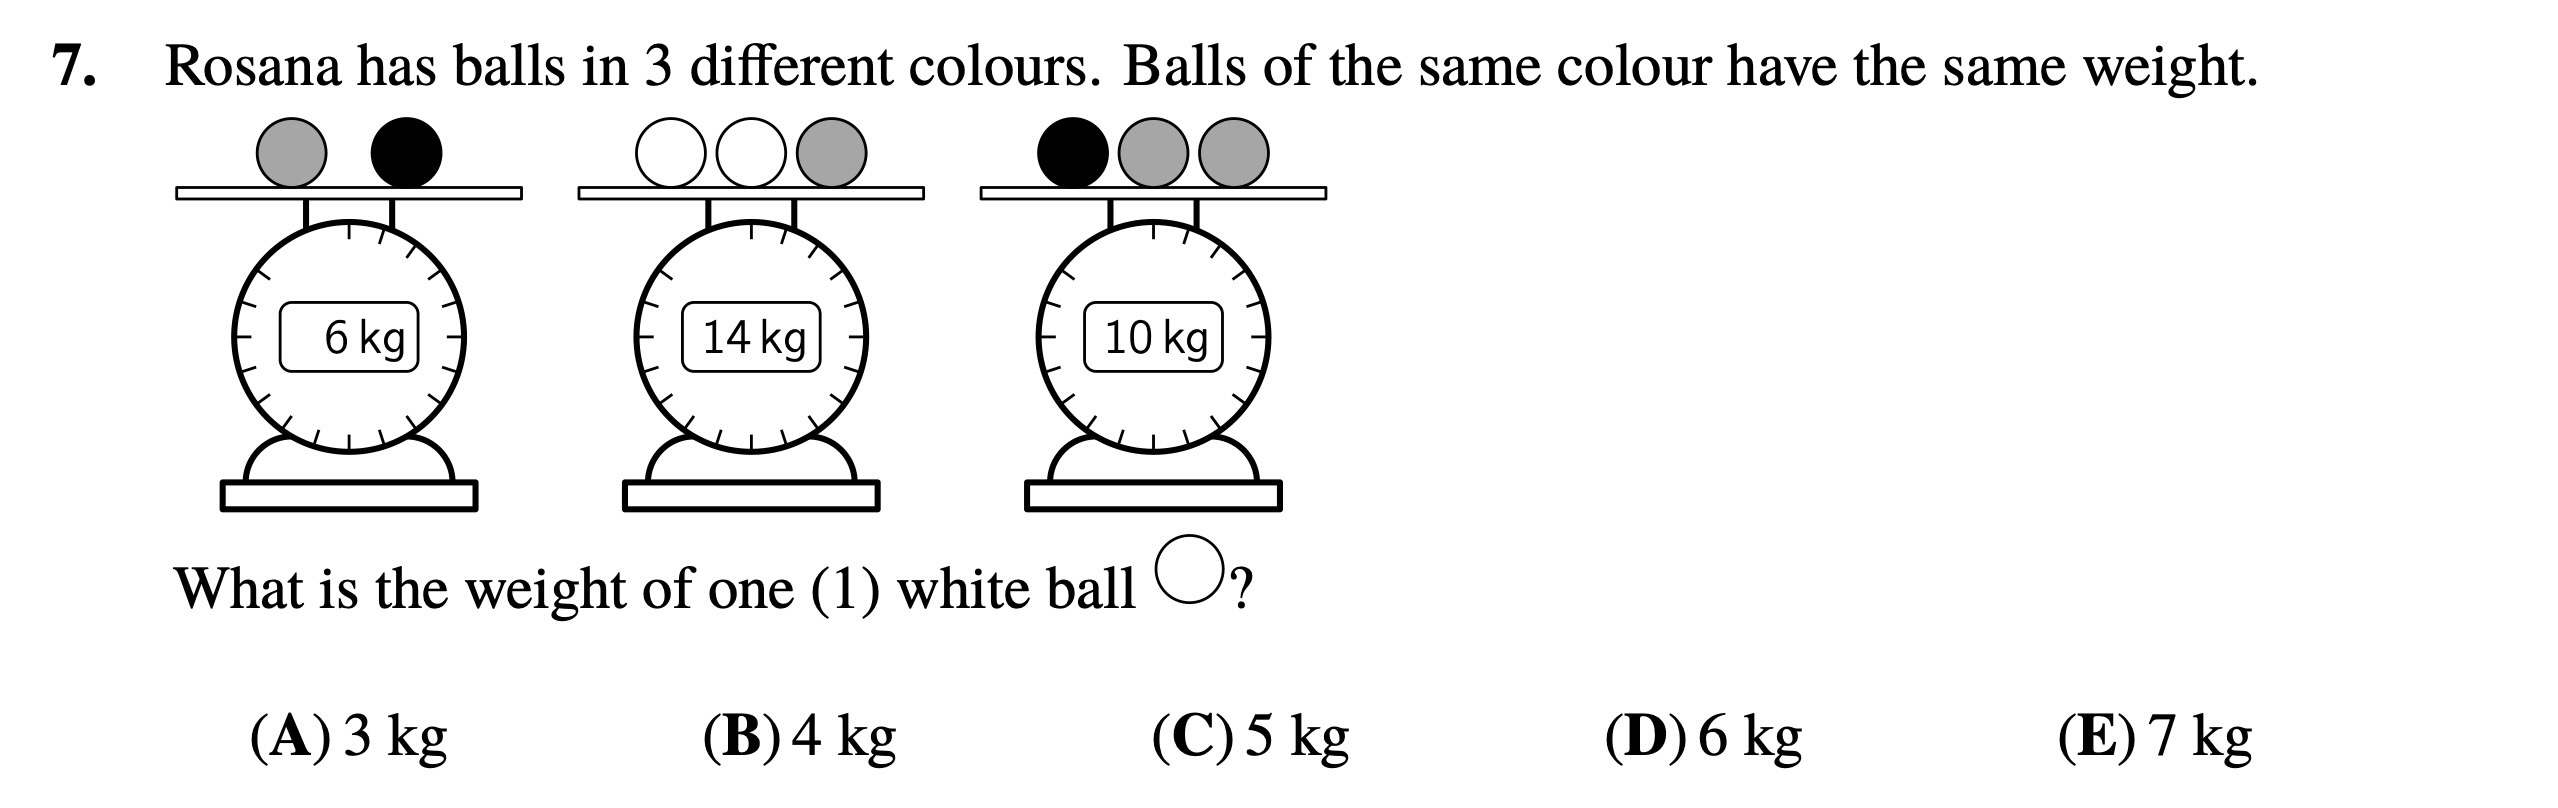 7. Rosana has balls in 3 different colours. Balls of the same colour have the same weight.
6 kg 14 kg 10 kg
What is the weight of one (1) white ball ?
(A) 3 kg (B) 4 kg (C) 5 kg (D) 6 kg (E) 7 kg